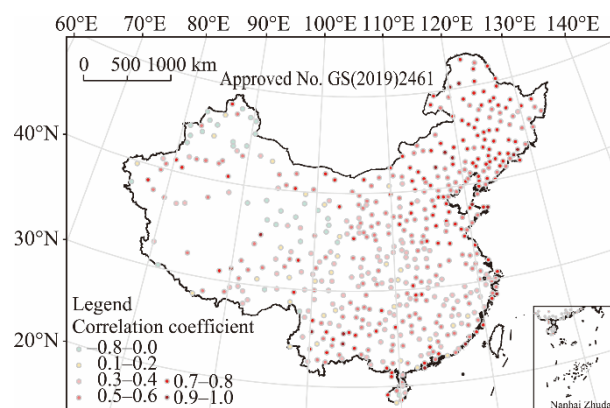 60°E 70°E 80°E 90°E 100°E 110°E 120°E 130°E 140°E
0 500 1000 km
Approved No. GS(2019)2461
40°N
30°N
20°N
Legend
Correlation coefficient
−0.8–0.0
0.1–0.2
0.3–0.4 0.7–0.8
0.5–0.6 0.9–1.0
Nanhai Zhudao